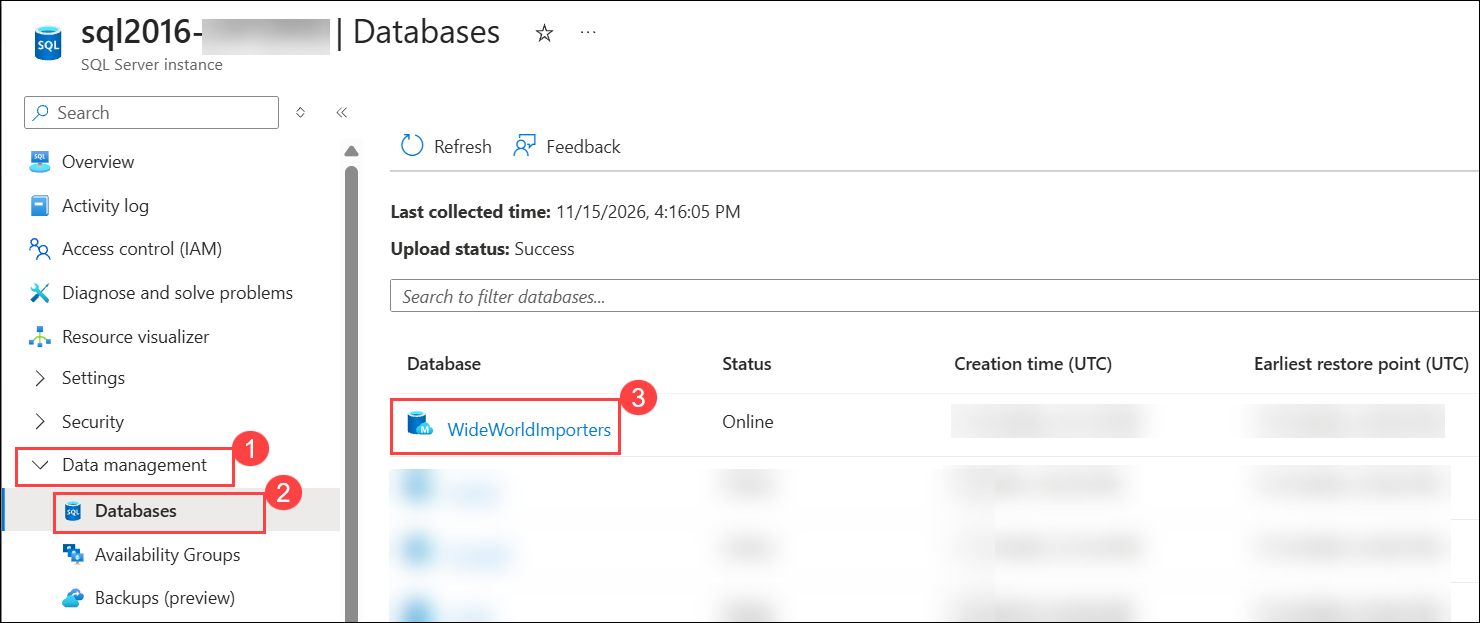 sql2016- | Databases
SQL
SQL Server instance
Search
Overview
Activity log
Access control (IAM)
Diagnose and solve problems
Resource visualizer
Settings
Security
Data management
1
Databases
2
Availability Groups
Backups (preview)
Refresh Feedback
Last collected time: 11/15/2026, 4:16:05 PM
Upload status: Success
Search to filter databases...
Database Status Creation time (UTC) Earliest restore point (UTC)
3
WideWorldImporters Online